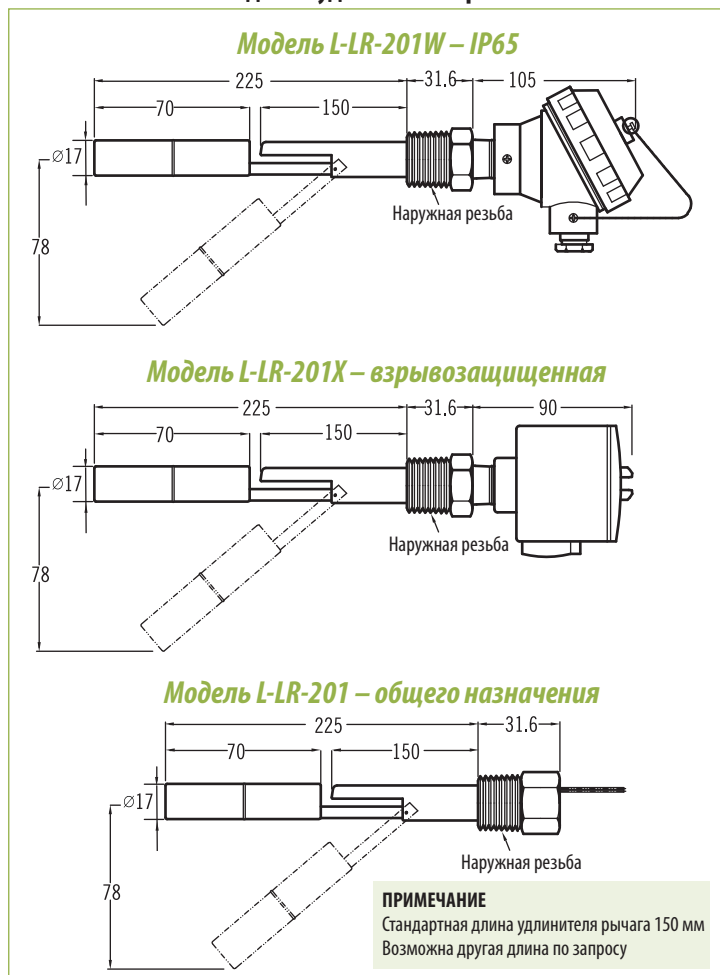 Модель L-LR-201W – IP65
225 31.6 105
70 150
⌀17
Наружная резьба
78
Модель L-LR-201X – взрывозащищенная
225 31.6 90
70 150
⌀17
Наружная резьба
78
Модель L-LR-201 – общего назначения
225 31.6
70 150
⌀17
Наружная резьба
78
ПРИМЕЧАНИЕ
Стандартная длина удлинителя рычага 150 мм
Возможна другая длина по запросу